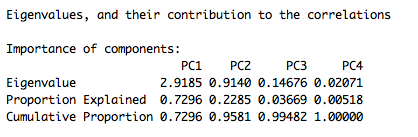 Eigenvalues, and their contribution to the correlations
Importance of components:
PC1 PC2 PC3 PC4
Eigenvalue 2.9185 0.9140 0.14676 0.02071
Proportion Explained 0.7296 0.2285 0.03669 0.00518
Cumulative Proportion 0.7296 0.9581 0.99482 1.00000